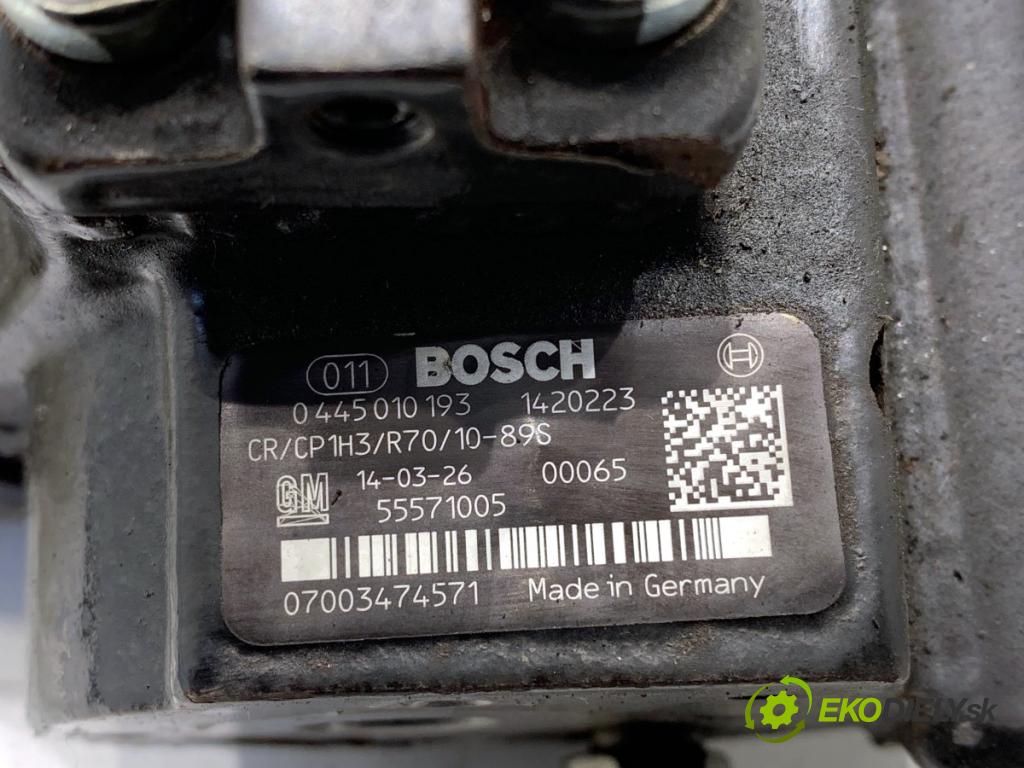 011 BOSCH
0 445 010 193 1420223
CR/CP1H3/R70/10-89S
GM 14-03-26 00065
55571005
07003474571 Made in Germany
EKODIELY.sk